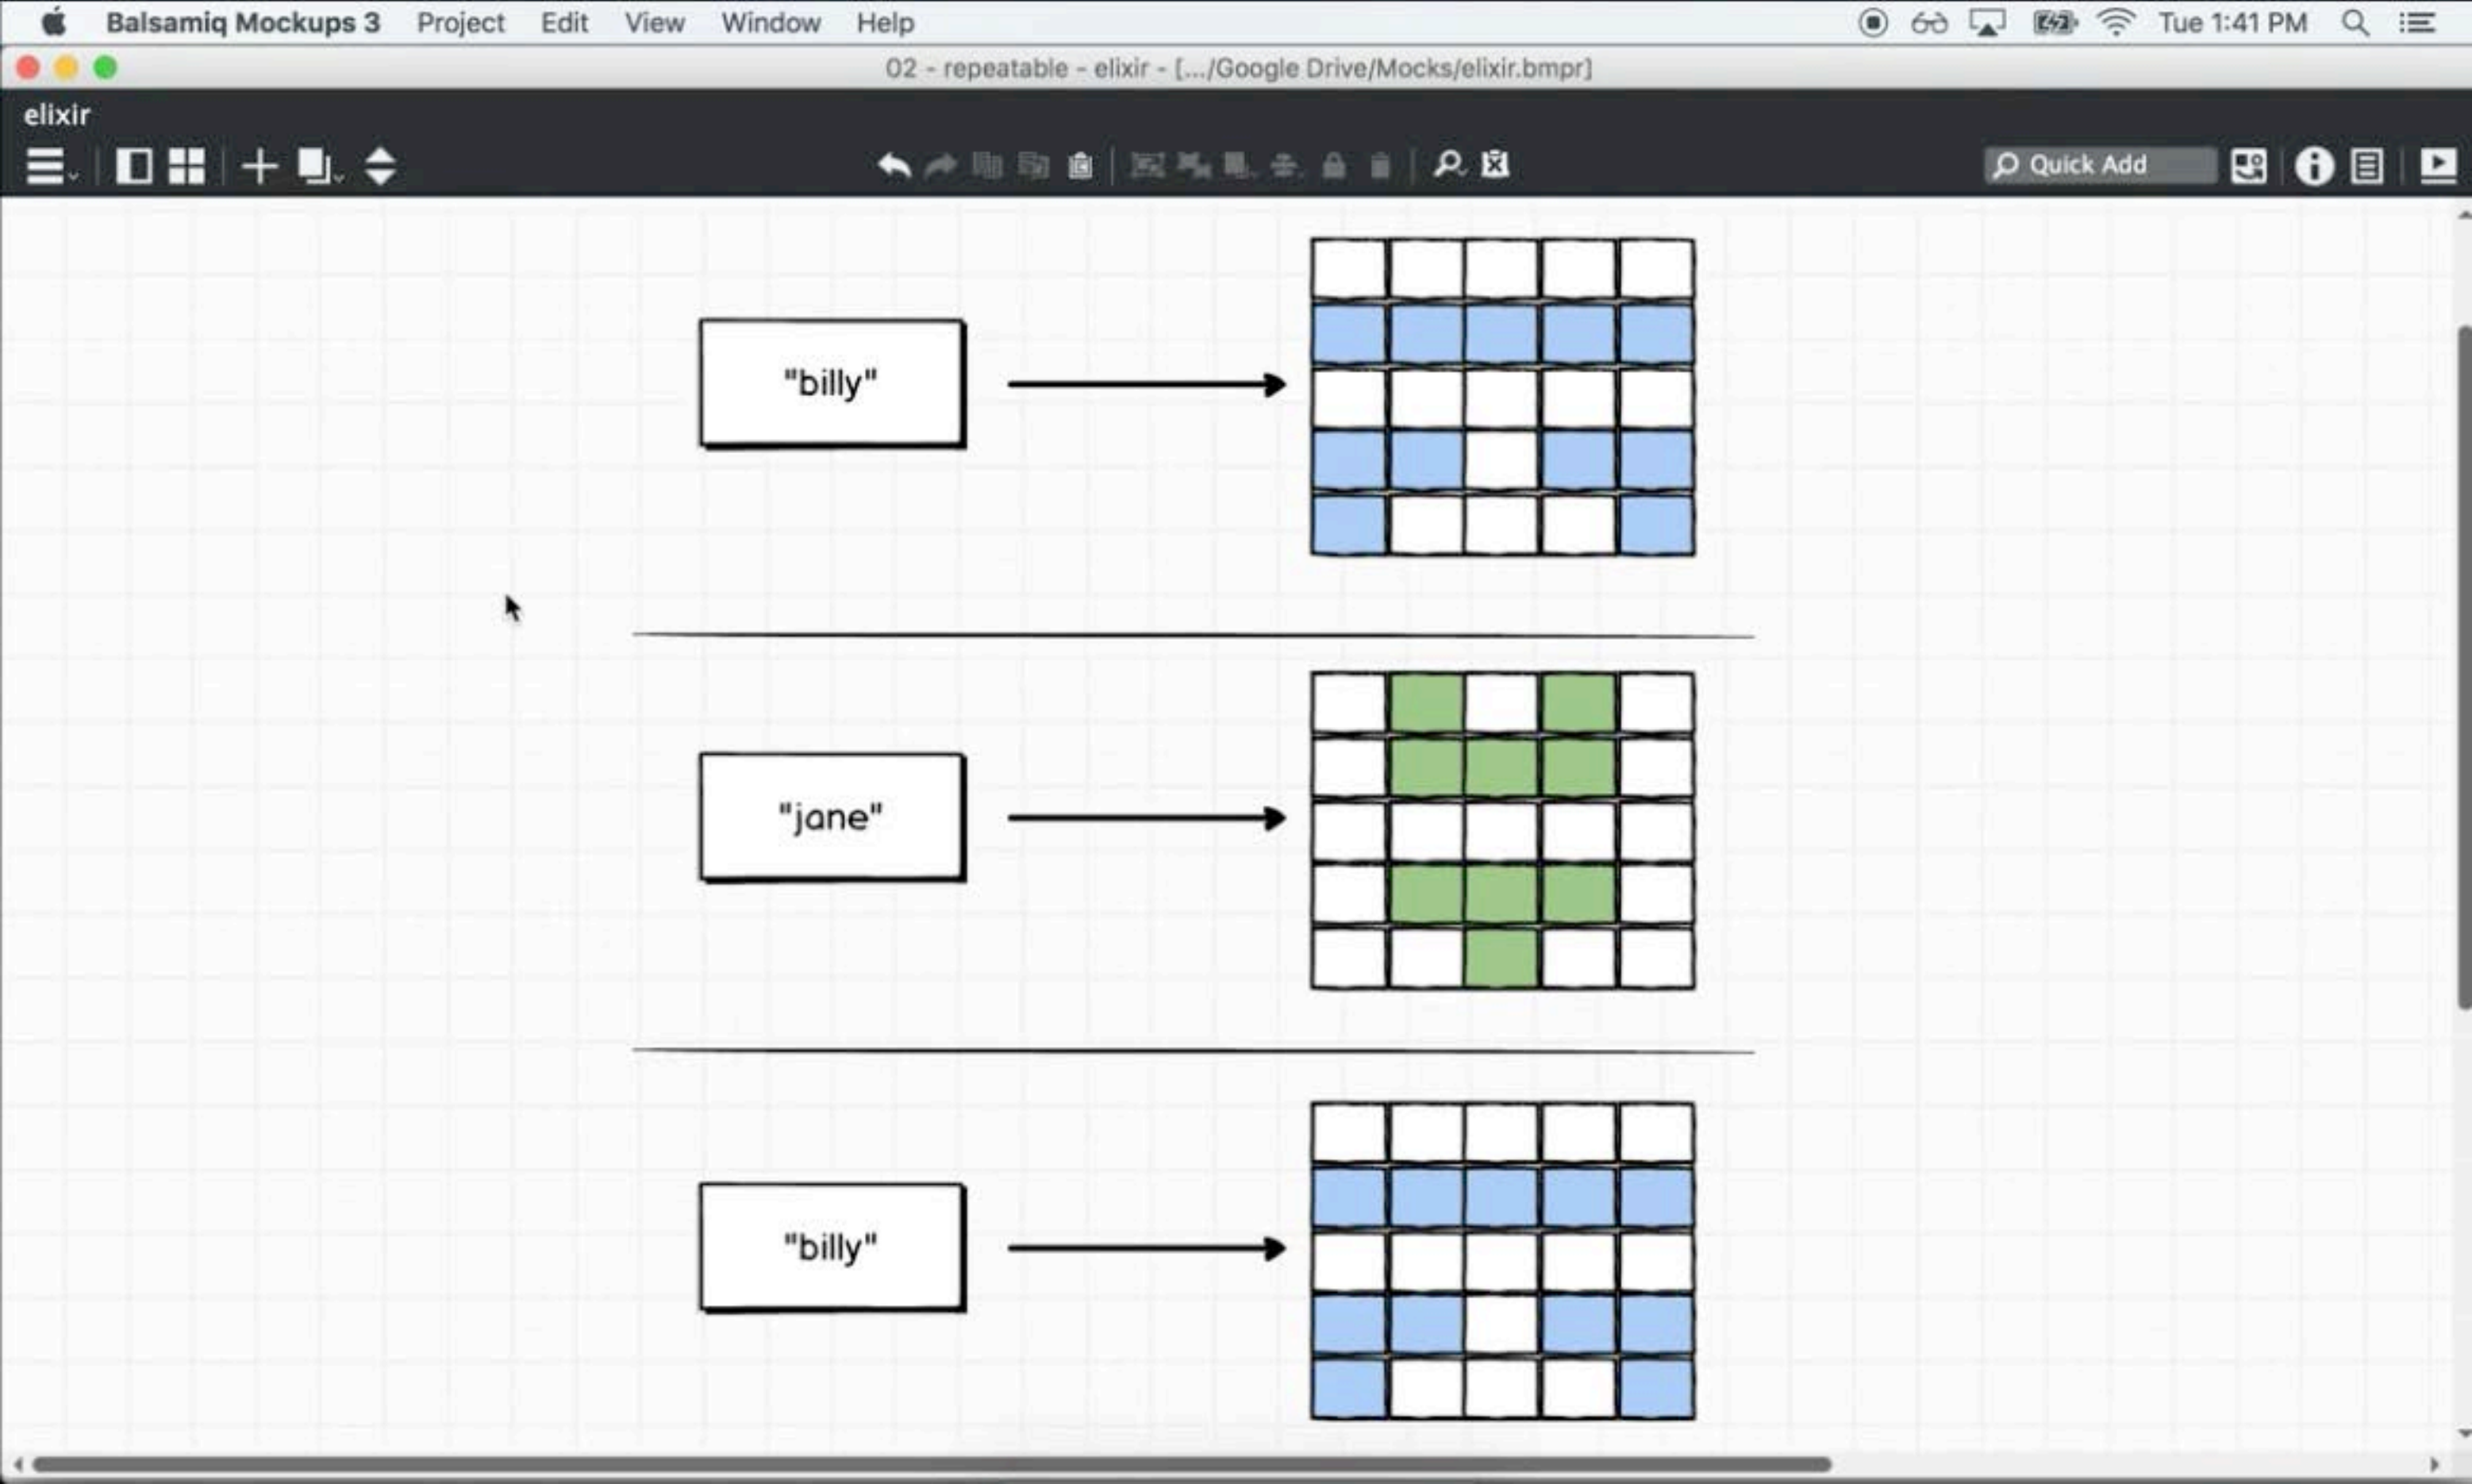 Balsamiq Mockups 3 Project Edit View Window Help Tue 1:41 PM
02 - repeatable - elixir - [.../Google Drive/Mocks/elixir.bmpr]
elixir
Quick Add
"billy"
"jane"
"billy"